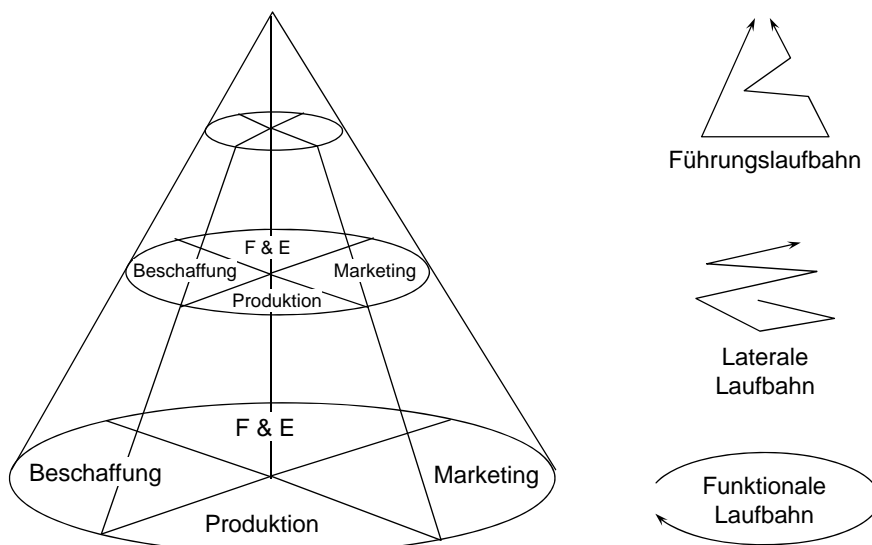 F & E
Beschaffung
Marketing
Produktion
F & E
Beschaffung
Marketing
Produktion
Führungslaufbahn
Laterale
Laufbahn
Funktionale
Laufbahn